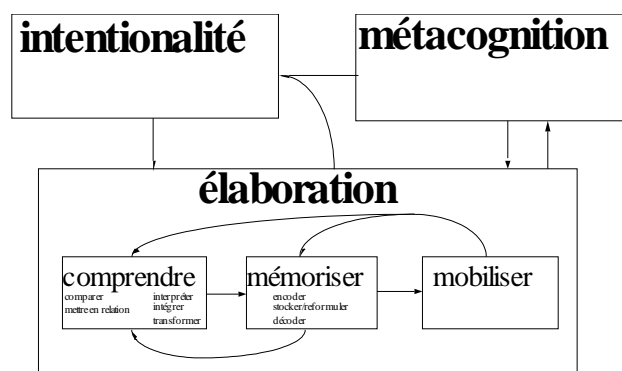 intentionalité
métacognition
élaboration
comprendre
comparer
mettre en relation
interpréter
intégrer
transformer
mémoriser
encoder
stocker/reformuler
décoder
mobiliser